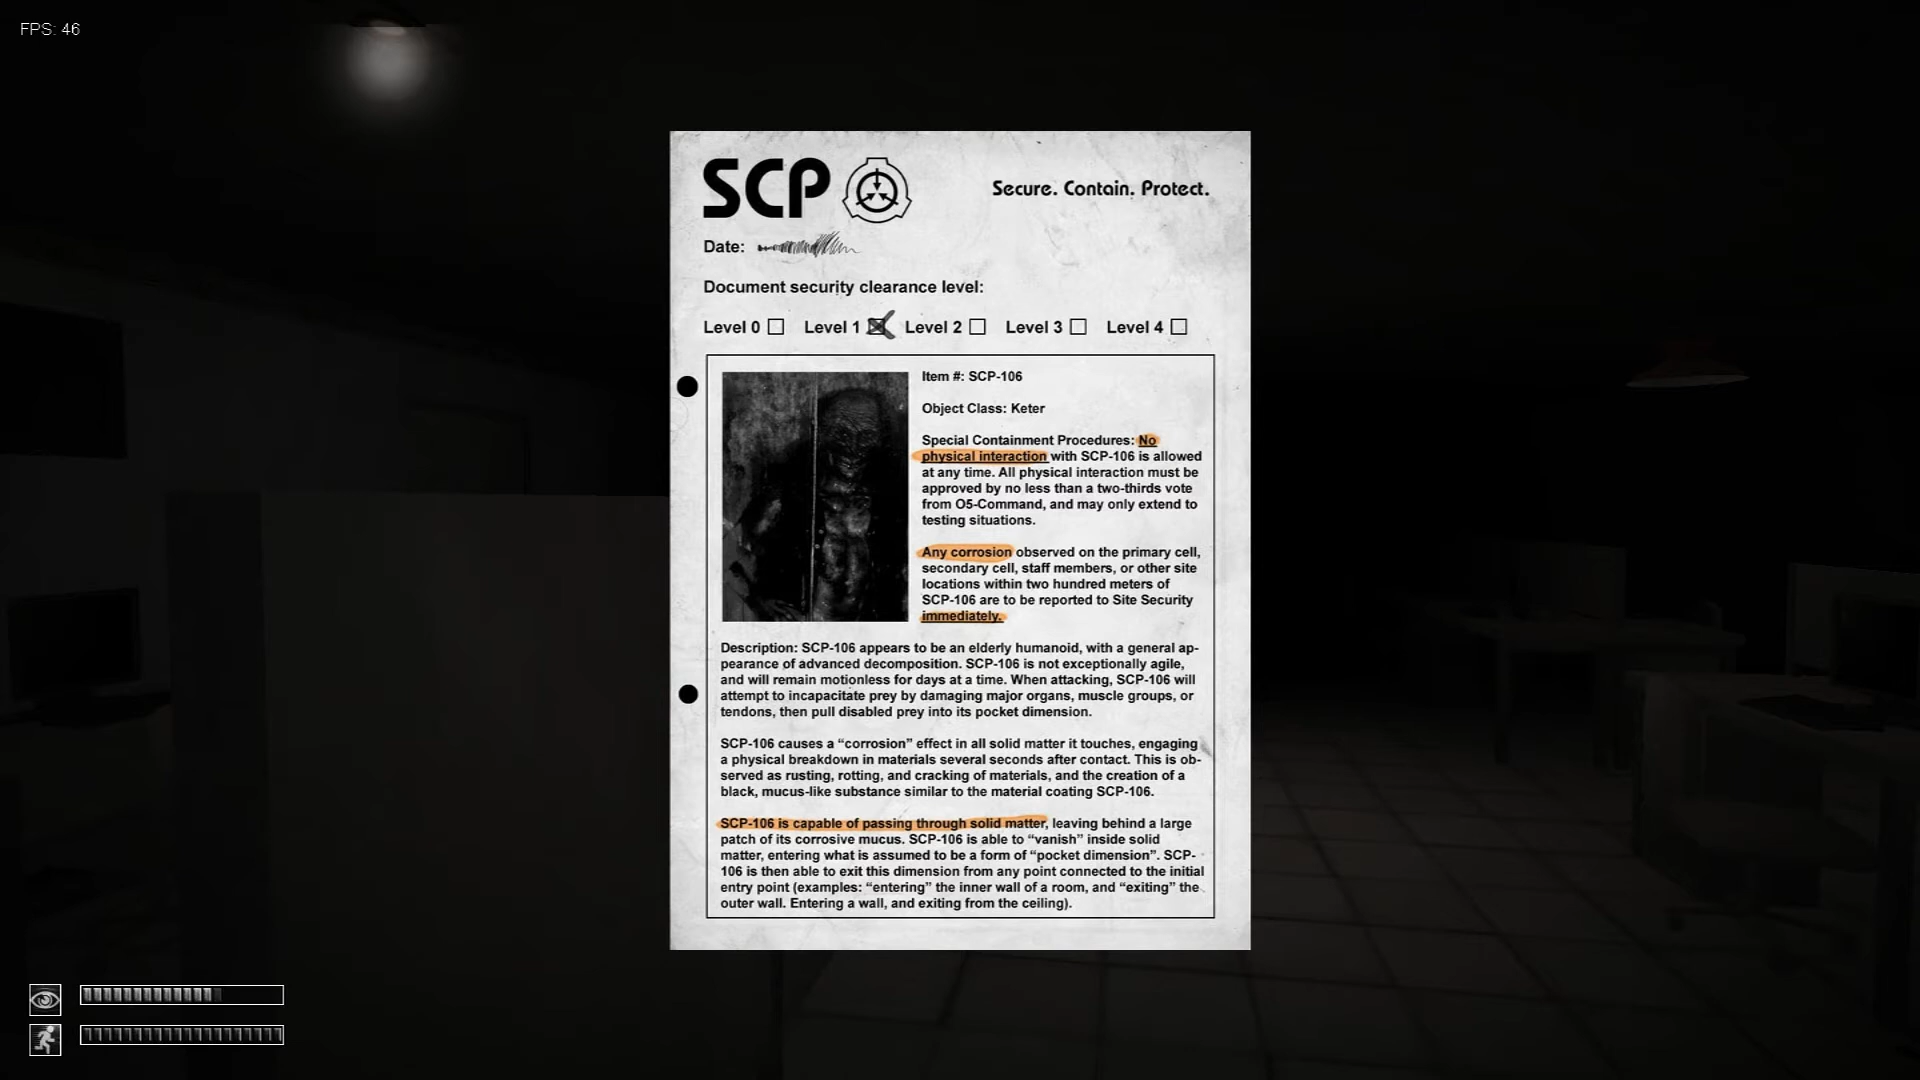 FPS: 46
SCP
Secure. Contain. Protect.
Date:
Document security clearance level:
Level 0 Level 1 Level 2 Level 3 Level 4
Item #: SCP-106
Object Class: Keter
Special Containment Procedures: No
physical interaction with SCP-106 is allowed
at any time. All physical interaction must be
approved by no less than a two-thirds vote
from O5-Command, and may only extend to
testing situations.
Any corrosion observed on the primary cell,
secondary cell, staff members, or other site
locations within two hundred meters of
SCP-106 are to be reported to Site Security
immediately.
Description: SCP-106 appears to be an elderly humanoid, with a general ap-
pearance of advanced decomposition. SCP-106 is not exceptionally agile,
and will remain motionless for days at a time. When attacking, SCP-106 will
attempt to incapacitate prey by damaging major organs, muscle groups, or
tendons, then pull disabled prey into its pocket dimension.
SCP-106 causes a “corrosion” effect in all solid matter it touches, engaging
a physical breakdown in materials several seconds after contact. This is ob-
served as rusting, rotting, and cracking of materials, and the creation of a
black, mucus-like substance similar to the material coating SCP-106.
SCP-106 is capable of passing through solid matter, leaving behind a large
patch of its corrosive mucus. SCP-106 is able to “vanish” inside solid
matter, entering what is assumed to be a form of “pocket dimension”. SCP-
106 is then able to exit this dimension from any point connected to the initial
entry point (examples: “entering” the inner wall of a room, and “exiting” the
outer wall. Entering a wall, and exiting from the ceiling).